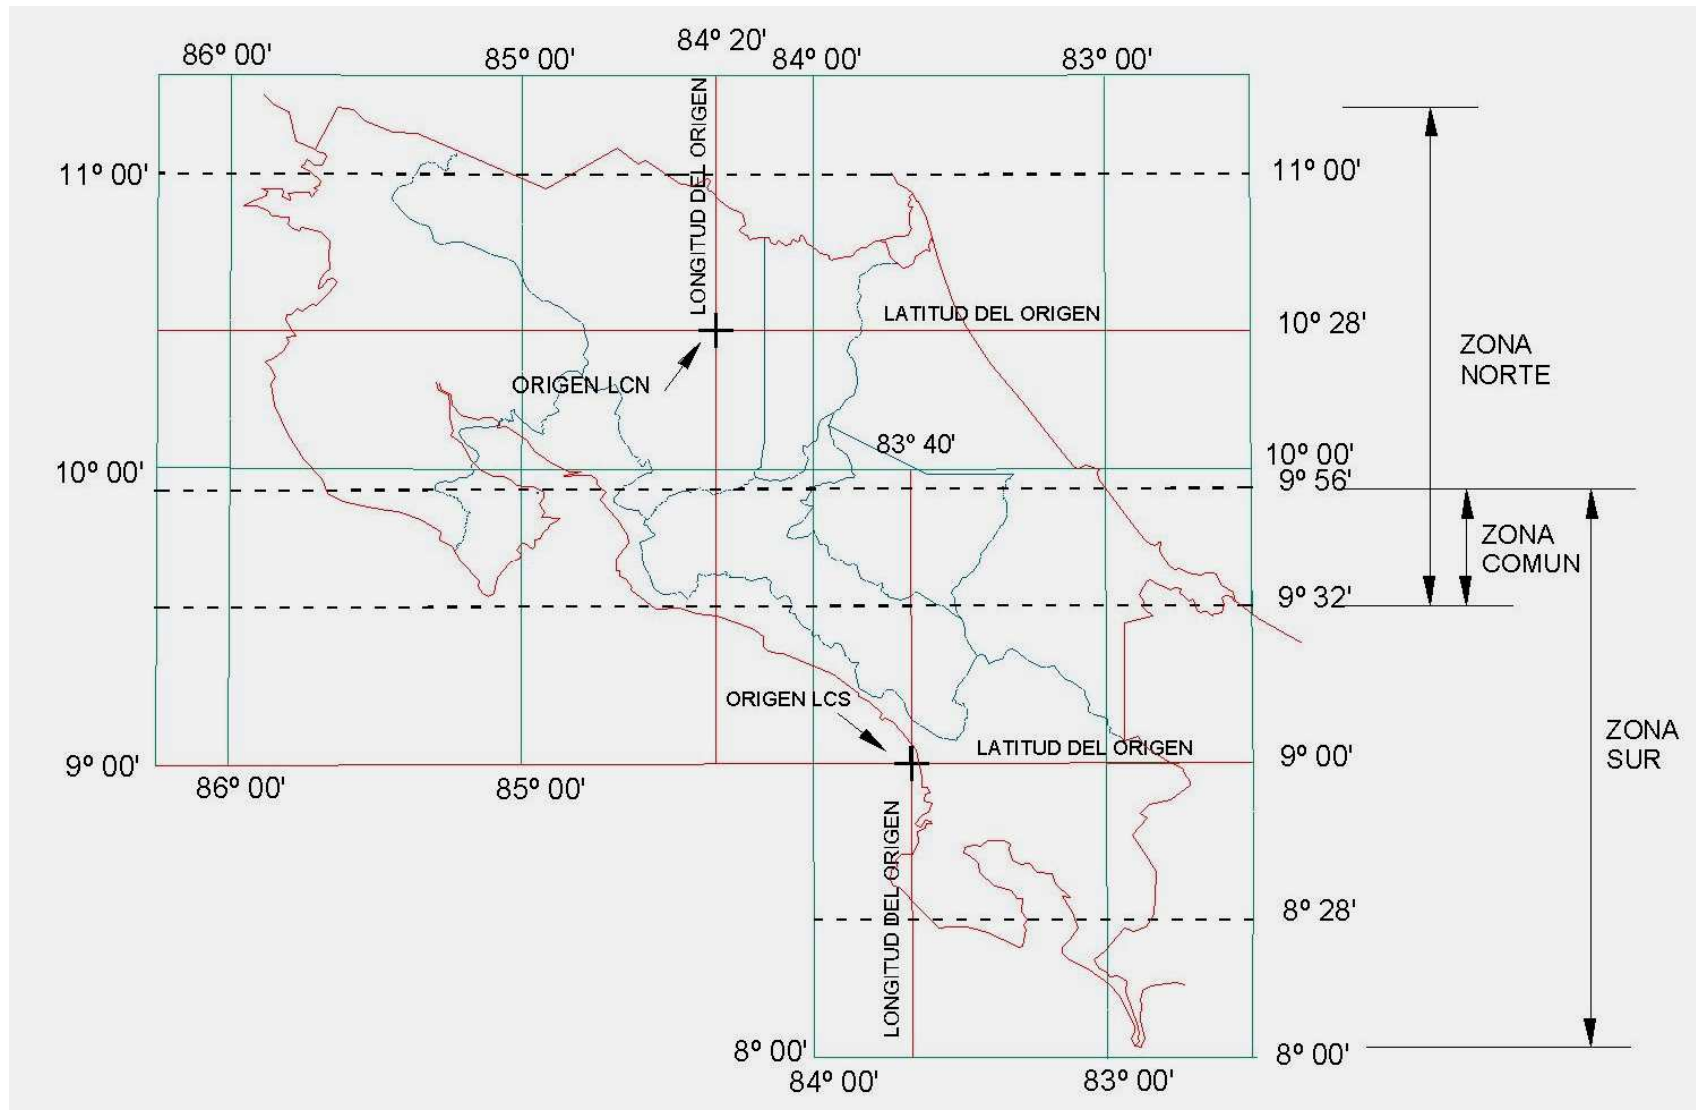 86º 00'
85º 00'
84º 20'
84º 00'
83º 00'
LONGITUD DEL ORIGEN
11º 00'
11º 00'
LATITUD DEL ORIGEN
10º 28'
ZONA
NORTE
ORIGEN LCN
83º 40'
10º 00'
10º 00'
9º 56'
ZONA
COMUN
9º 32'
ORIGEN LCS
LATITUD DEL ORIGEN
9º 00'
9º 00'
ZONA
SUR
86º 00'
85º 00'
LONGITUD DEL ORIGEN
8º 28'
8º 00'
8º 00'
84º 00'
83º 00'